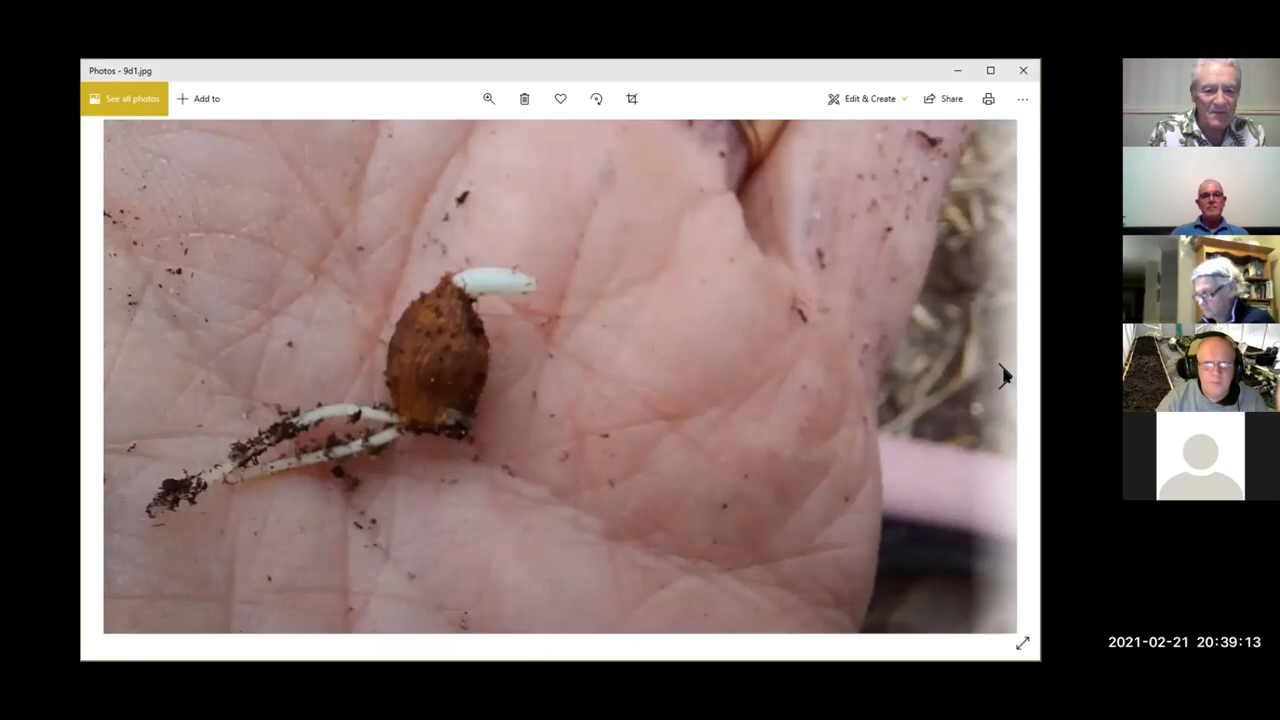 Photos - 9d1.jpg
See all photos
Add to
Edit & Create
Share
2021-02-21 20:39:13